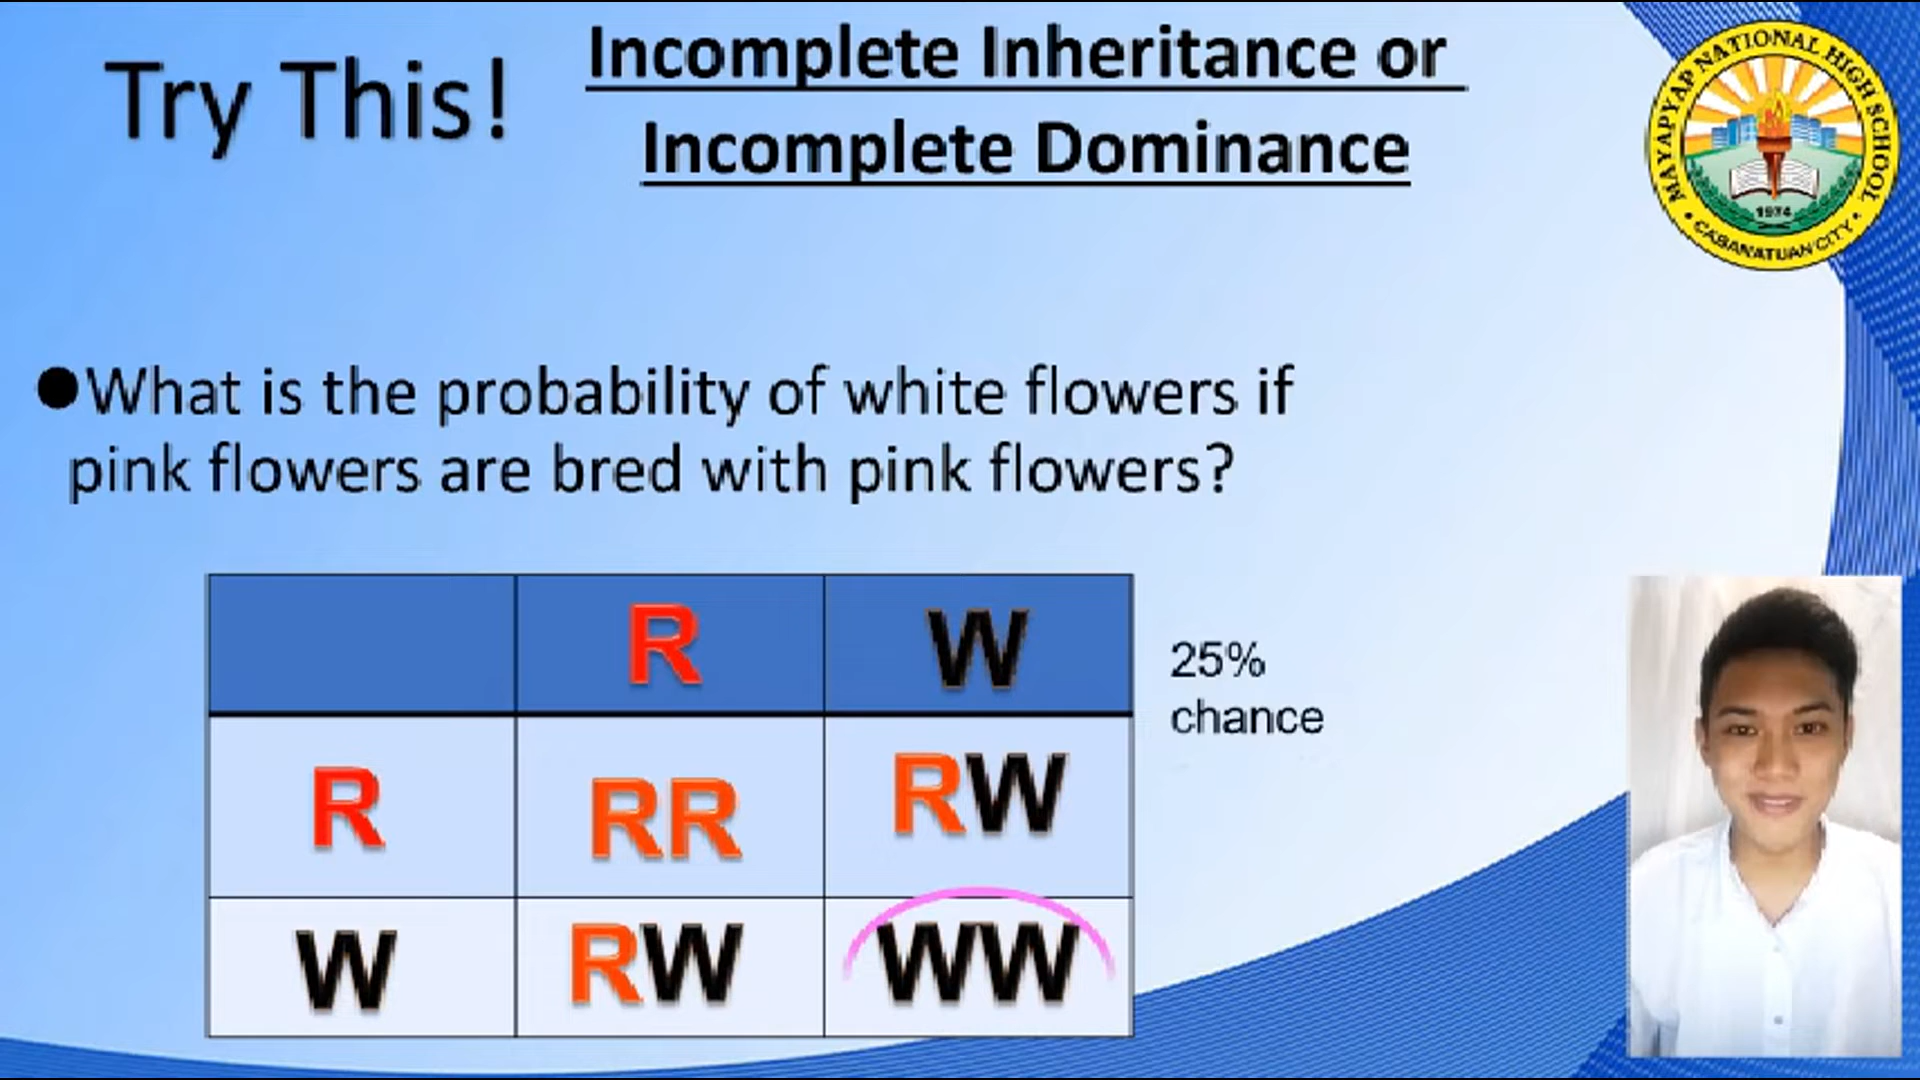 Try This!
Incomplete Inheritance or
Incomplete Dominance
MAYAPYAP NATIONAL HIGH SCHOOL
1974
• CABANATUAN CITY •
●What is the probability of white flowers if
pink flowers are bred with pink flowers?
R W
R RR RW
W RW WW
25%
chance